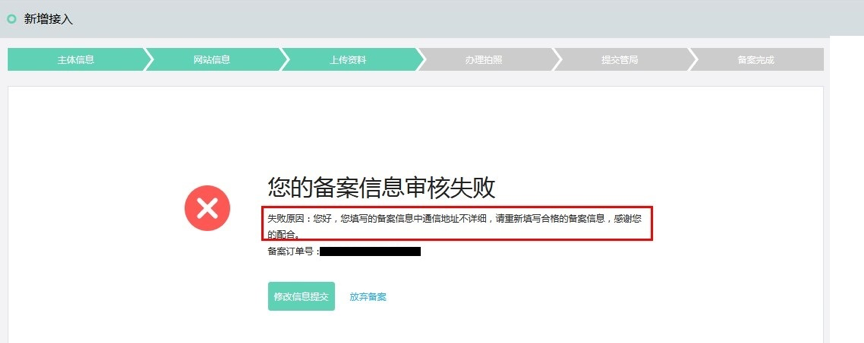 新增接入
主体信息
网站信息
上传资料
办理拍照
提交管局
备案完成
您的备案信息审核失败
失败原因：您好，您填写的备案信息中通信地址不详细，请重新填写合格的备案信息，感谢您
的配合。
备案订单号：
修改信息提交 放弃备案